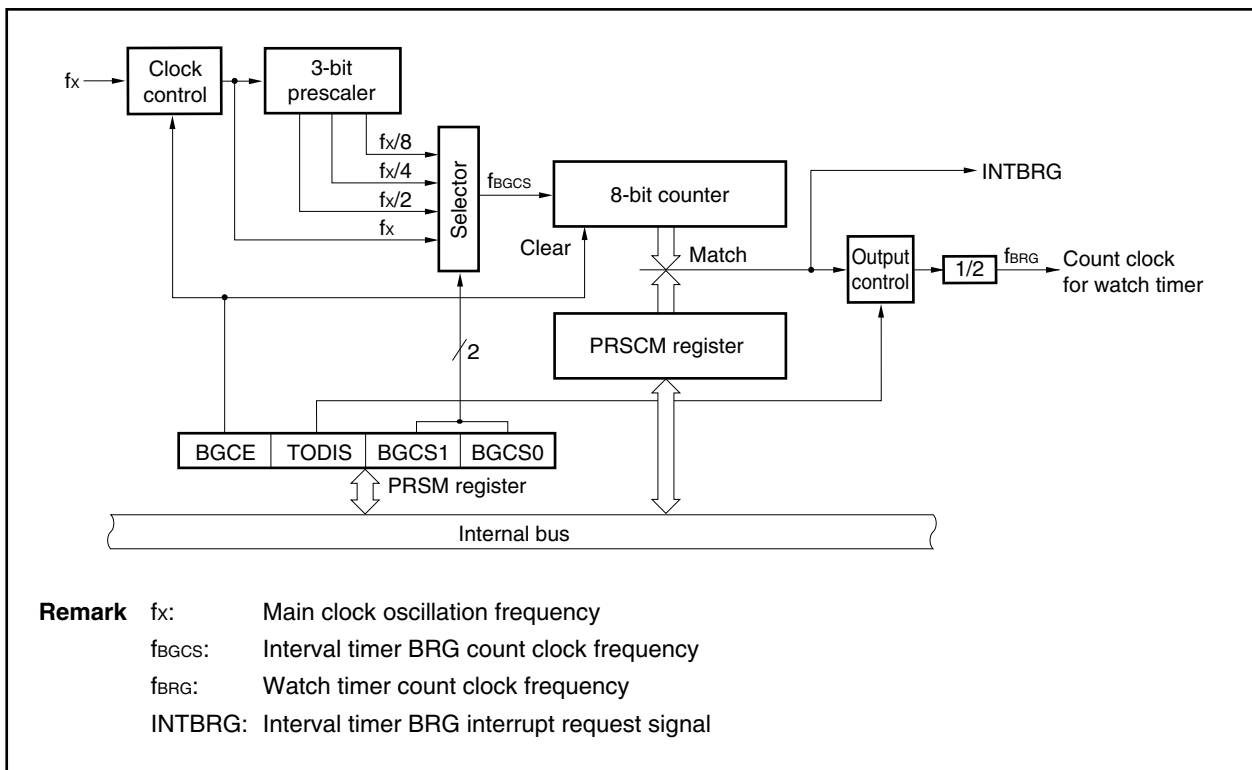 fX
Clock
control
3-bit
prescaler
fX/8
fX/4
fX/2
fX
Selector
fBGCS
8-bit counter
Clear
Match
INTBRG
Output
control
1/2
fBRG
Count clock
for watch timer
PRSCM register
2
BGCE TODIS BGCS1 BGCS0
PRSM register
Internal bus
Remark fX: Main clock oscillation frequency
fBGCS: Interval timer BRG count clock frequency
fBRG: Watch timer count clock frequency
INTBRG: Interval timer BRG interrupt request signal